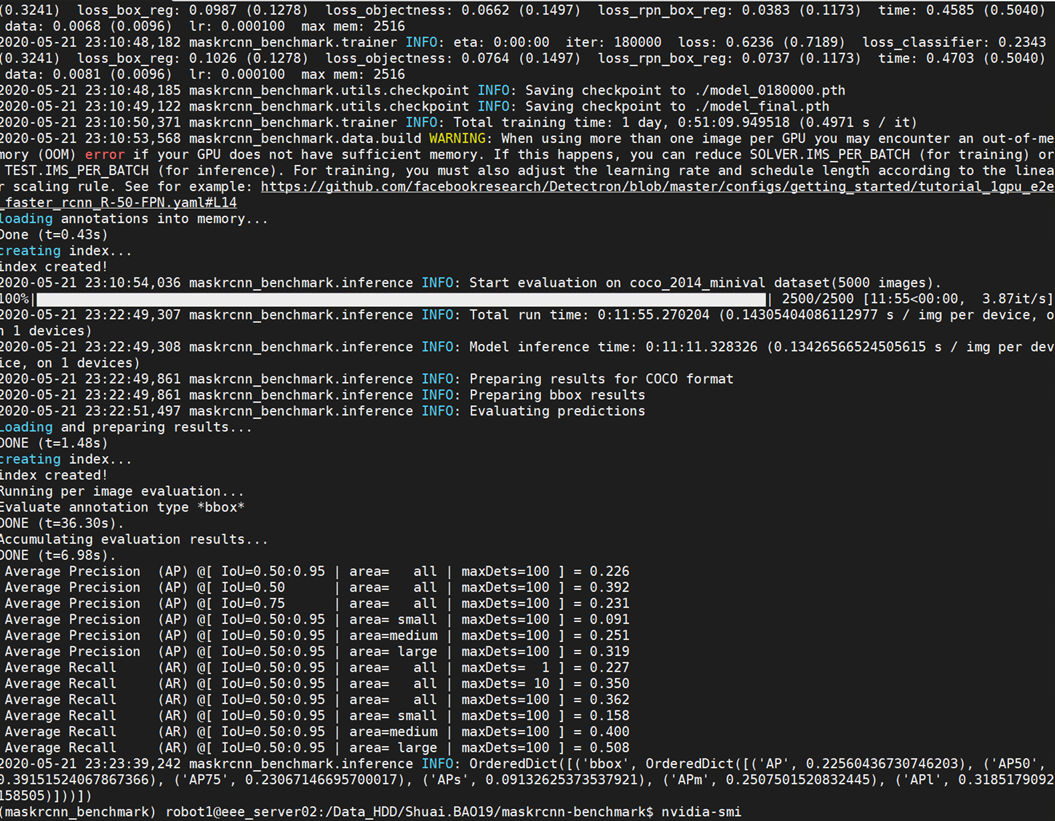 (0.3241)  loss_box_reg: 0.0987 (0.1278)  loss_objectness: 0.0662 (0.1497)  loss_rpn_box_reg: 0.0383 (0.1173)  time: 0.4585 (0.5040)
 data: 0.0068 (0.0096)  lr: 0.000100  max mem: 2516
2020-05-21 23:10:48,182 maskrcnn_benchmark.trainer INFO: eta: 0:00:00  iter: 180000  loss: 0.6236 (0.7189)  loss_classifier: 0.2343
(0.3241)  loss_box_reg: 0.1026 (0.1278)  loss_objectness: 0.0764 (0.1497)  loss_rpn_box_reg: 0.0737 (0.1173)  time: 0.4703 (0.5040)
 data: 0.0081 (0.0096)  lr: 0.000100  max mem: 2516
2020-05-21 23:10:48,185 maskrcnn_benchmark.utils.checkpoint INFO: Saving checkpoint to ./model_0180000.pth
2020-05-21 23:10:49,122 maskrcnn_benchmark.utils.checkpoint INFO: Saving checkpoint to ./model_final.pth
2020-05-21 23:10:50,371 maskrcnn_benchmark.trainer INFO: Total training time: 1 day, 0:51:09.949518 (0.4971 s / it)
2020-05-21 23:10:53,568 maskrcnn_benchmark.data.build WARNING: When using more than one image per GPU you may encounter an out-of-me
mory (OOM) error if your GPU does not have sufficient memory. If this happens, you can reduce SOLVER.IMS_PER_BATCH (for training) or
 TEST.IMS_PER_BATCH (for inference). For training, you must also adjust the learning rate and schedule length according to the linea
r scaling rule. See for example: https://github.com/facebookresearch/Detectron/blob/master/configs/getting_started/tutorial_1gpu_e2e
_faster_rcnn_R-50-FPN.yaml#L14
loading annotations into memory...
Done (t=0.43s)
creating index...
index created!
2020-05-21 23:10:54,036 maskrcnn_benchmark.inference INFO: Start evaluation on coco_2014_minival dataset(5000 images).
100%| | 2500/2500 [11:55<00:00,  3.87it/s]
2020-05-21 23:22:49,307 maskrcnn_benchmark.inference INFO: Total run time: 0:11:55.270204 (0.14305404086112977 s / img per device, o
n 1 devices)
2020-05-21 23:22:49,308 maskrcnn_benchmark.inference INFO: Model inference time: 0:11:11.328326 (0.13426566524505615 s / img per dev
ice, on 1 devices)
2020-05-21 23:22:49,861 maskrcnn_benchmark.inference INFO: Preparing results for COCO format
2020-05-21 23:22:49,861 maskrcnn_benchmark.inference INFO: Preparing bbox results
2020-05-21 23:22:51,497 maskrcnn_benchmark.inference INFO: Evaluating predictions
Loading and preparing results...
DONE (t=1.48s)
creating index...
index created!
Running per image evaluation...
Evaluate annotation type *bbox*
DONE (t=36.30s).
Accumulating evaluation results...
DONE (t=6.98s).
 Average Precision  (AP) @[ IoU=0.50:0.95 | area=   all | maxDets=100 ] = 0.226
 Average Precision  (AP) @[ IoU=0.50      | area=   all | maxDets=100 ] = 0.392
 Average Precision  (AP) @[ IoU=0.75      | area=   all | maxDets=100 ] = 0.231
 Average Precision  (AP) @[ IoU=0.50:0.95 | area= small | maxDets=100 ] = 0.091
 Average Precision  (AP) @[ IoU=0.50:0.95 | area=medium | maxDets=100 ] = 0.251
 Average Precision  (AP) @[ IoU=0.50:0.95 | area= large | maxDets=100 ] = 0.319
 Average Recall     (AR) @[ IoU=0.50:0.95 | area=   all | maxDets=  1 ] = 0.227
 Average Recall     (AR) @[ IoU=0.50:0.95 | area=   all | maxDets= 10 ] = 0.350
 Average Recall     (AR) @[ IoU=0.50:0.95 | area=   all | maxDets=100 ] = 0.362
 Average Recall     (AR) @[ IoU=0.50:0.95 | area= small | maxDets=100 ] = 0.158
 Average Recall     (AR) @[ IoU=0.50:0.95 | area=medium | maxDets=100 ] = 0.400
 Average Recall     (AR) @[ IoU=0.50:0.95 | area= large | maxDets=100 ] = 0.508
2020-05-21 23:23:39,242 maskrcnn_benchmark.inference INFO: OrderedDict([('bbox', OrderedDict([('AP', 0.22560436730746203), ('AP50',
0.39151524067867366), ('AP75', 0.23067146695700017), ('APs', 0.09132625373537921), ('APm', 0.2507501520832445), ('APl', 0.3185179092
158505)]))])
(maskrcnn_benchmark) robot1@eee_server02:/Data_HDD/Shuai.BAO19/maskrcnn-benchmark$ nvidia-smi